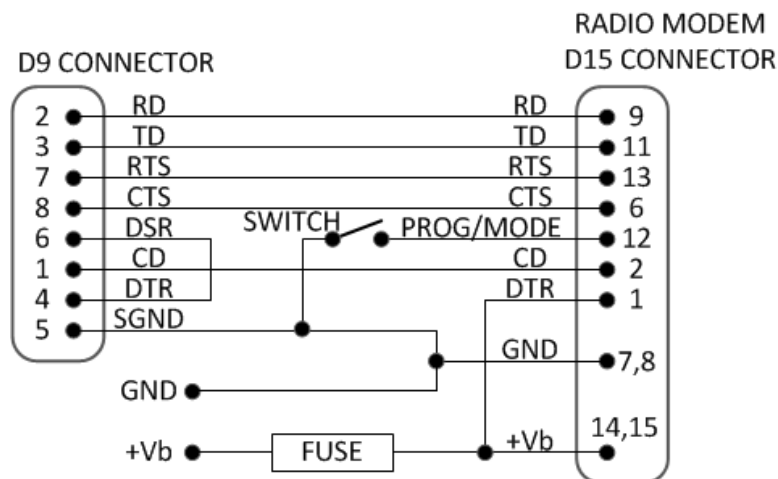 RADIO MODEM
D9 CONNECTOR D15 CONNECTOR
2 RD RD 9
3 TD TD 11
7 RTS RTS 13
8 CTS CTS 6
6 DSR SWITCH PROG/MODE 12
1 CD CD 2
4 DTR DTR 1
5 SGND
GND 7,8
GND
14,15
+Vb FUSE +Vb